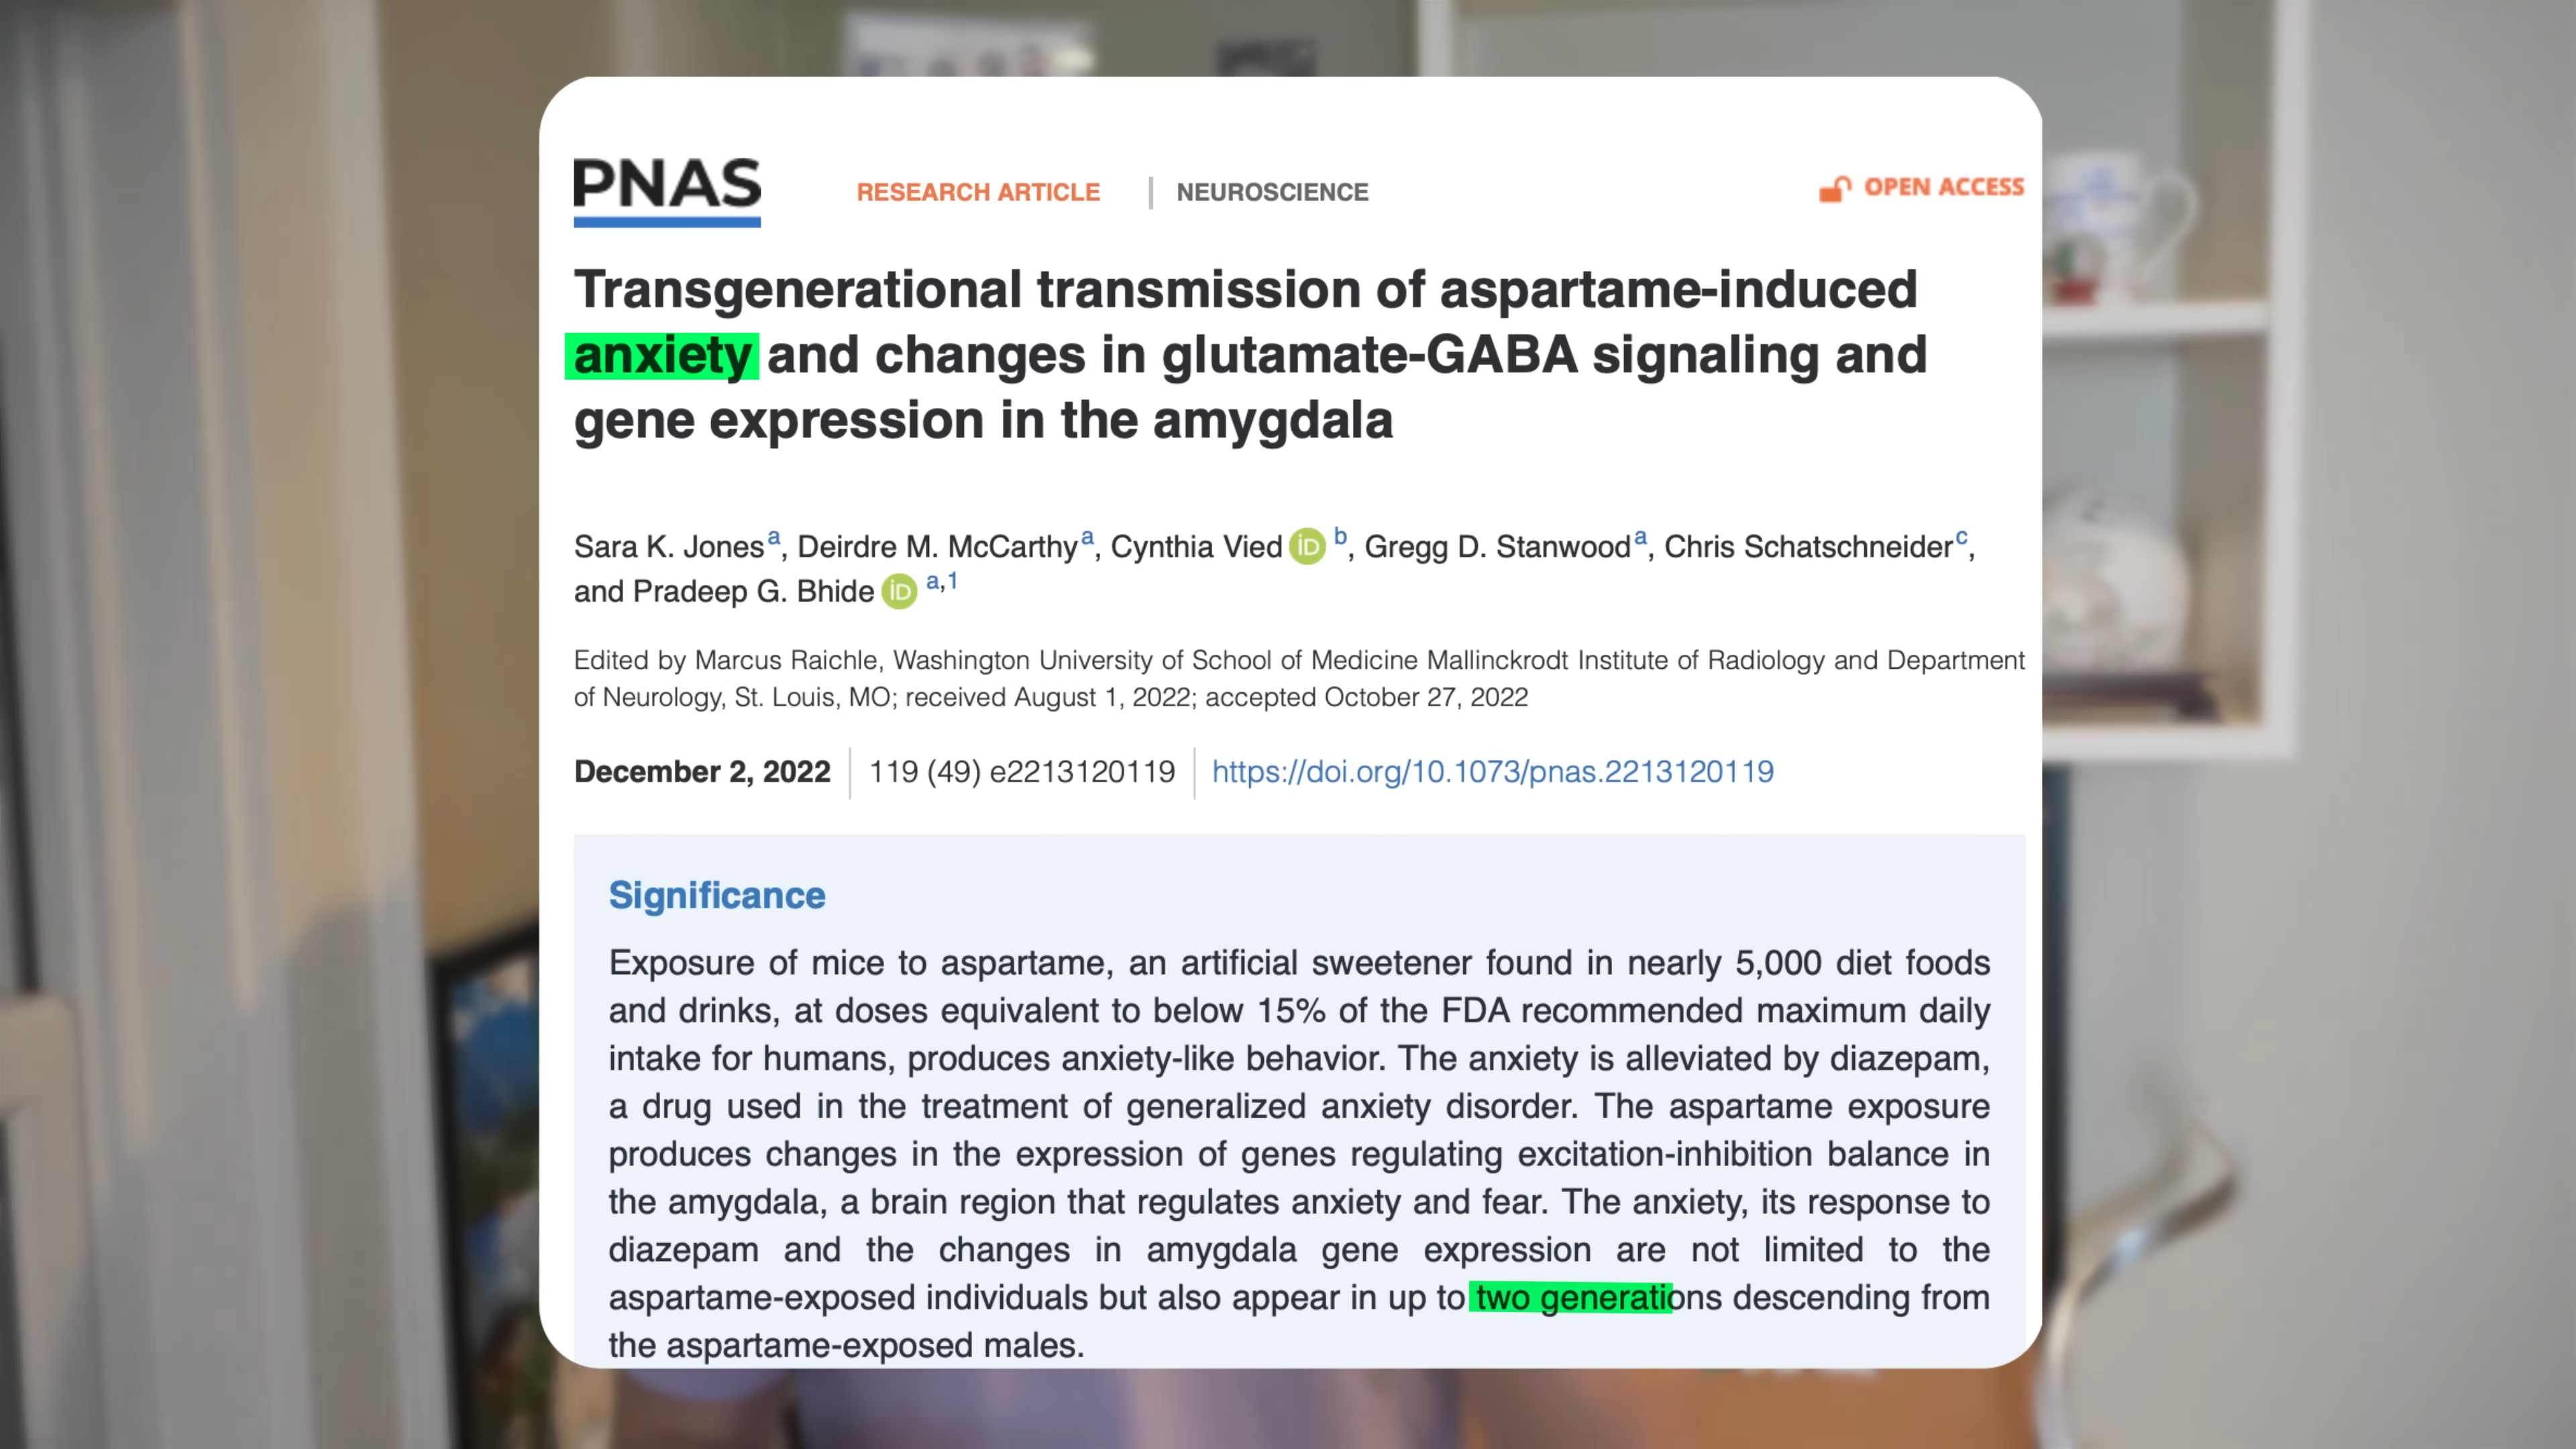 PNAS
RESEARCH ARTICLE | NEUROSCIENCE
OPEN ACCESS
Transgenerational transmission of aspartame-induced
anxiety and changes in glutamate-GABA signaling and
gene expression in the amygdala
Sara K. Jones a, Deirdre M. McCarthy a, Cynthia Vied iD b, Gregg D. Stanwood a, Chris Schatschneider c,
and Pradeep G. Bhide iD a,1
Edited by Marcus Raichle, Washington University of School of Medicine Mallinckrodt Institute of Radiology and Department
of Neurology, St. Louis, MO; received August 1, 2022; accepted October 27, 2022
December 2, 2022 | 119 (49) e2213120119 | https://doi.org/10.1073/pnas.2213120119
Significance
Exposure of mice to aspartame, an artificial sweetener found in nearly 5,000 diet foods
and drinks, at doses equivalent to below 15% of the FDA recommended maximum daily
intake for humans, produces anxiety-like behavior. The anxiety is alleviated by diazepam,
a drug used in the treatment of generalized anxiety disorder. The aspartame exposure
produces changes in the expression of genes regulating excitation-inhibition balance in
the amygdala, a brain region that regulates anxiety and fear. The anxiety, its response to
diazepam and the changes in amygdala gene expression are not limited to the
aspartame-exposed individuals but also appear in up to two generations descending from
the aspartame-exposed males.